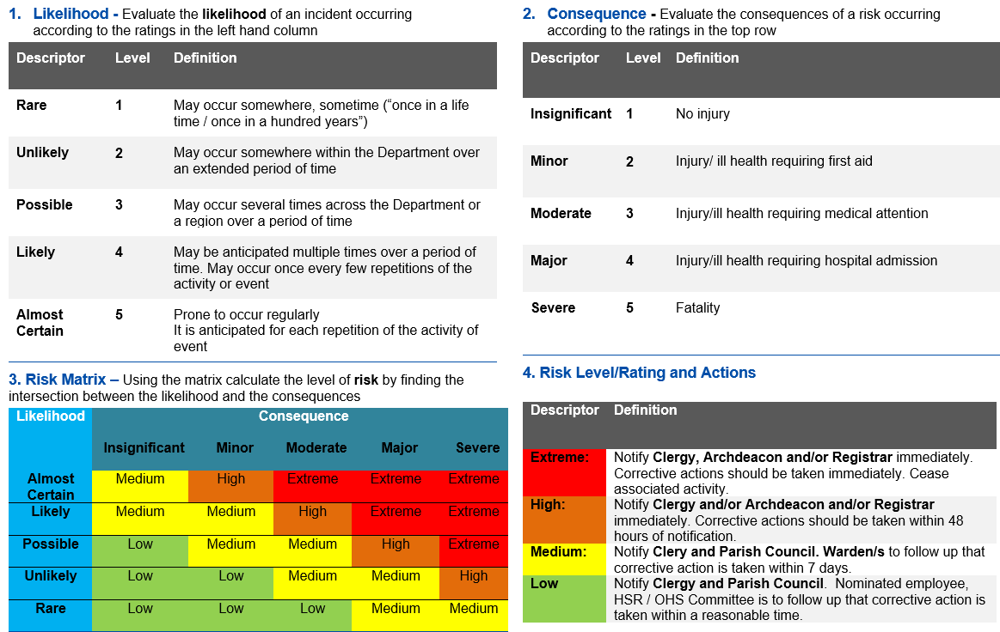 1. Likelihood - Evaluate the likelihood of an incident occurring
according to the ratings in the left hand column
Descriptor Level Definition
Rare 1 May occur somewhere, sometime (“once in a life
time / once in a hundred years”)
Unlikely 2 May occur somewhere within the Department over
an extended period of time
Possible 3 May occur several times across the Department or
a region over a period of time
Likely 4 May be anticipated multiple times over a period of
time. May occur once every few repetitions of the
activity or event
Almost 5 Prone to occur regularly
Certain It is anticipated for each repetition of the activity of
event
2. Consequence - Evaluate the consequences of a risk occurring
according to the ratings in the top row
Descriptor Level Definition
Insignificant 1 No injury
Minor 2 Injury/ ill health requiring first aid
Moderate 3 Injury/ill health requiring medical attention
Major 4 Injury/ill health requiring hospital admission
Severe 5 Fatality
3. Risk Matrix – Using the matrix calculate the level of risk by finding the
intersection between the likelihood and the consequences
Likelihood Consequence
Insignificant Minor Moderate Major Severe
Almost Medium High Extreme Extreme Extreme
Certain
Likely Medium Medium High Extreme Extreme
Possible Low Medium Medium High Extreme
Unlikely Low Low Medium Medium High
Rare Low Low Low Medium Medium
4. Risk Level/Rating and Actions
Descriptor Definition
Extreme: Notify Clergy, Archdeacon and/or Registrar immediately.
Corrective actions should be taken immediately. Cease
associated activity.
High: Notify Clergy and/or Archdeacon and/or Registrar
immediately. Corrective actions should be taken within 48
hours of notification.
Medium: Notify Clery and Parish Council. Warden/s to follow up that
corrective action is taken within 7 days.
Low Notify Clergy and Parish Council. Nominated employee,
HSR / OHS Committee is to follow up that corrective action is
taken within a reasonable time.